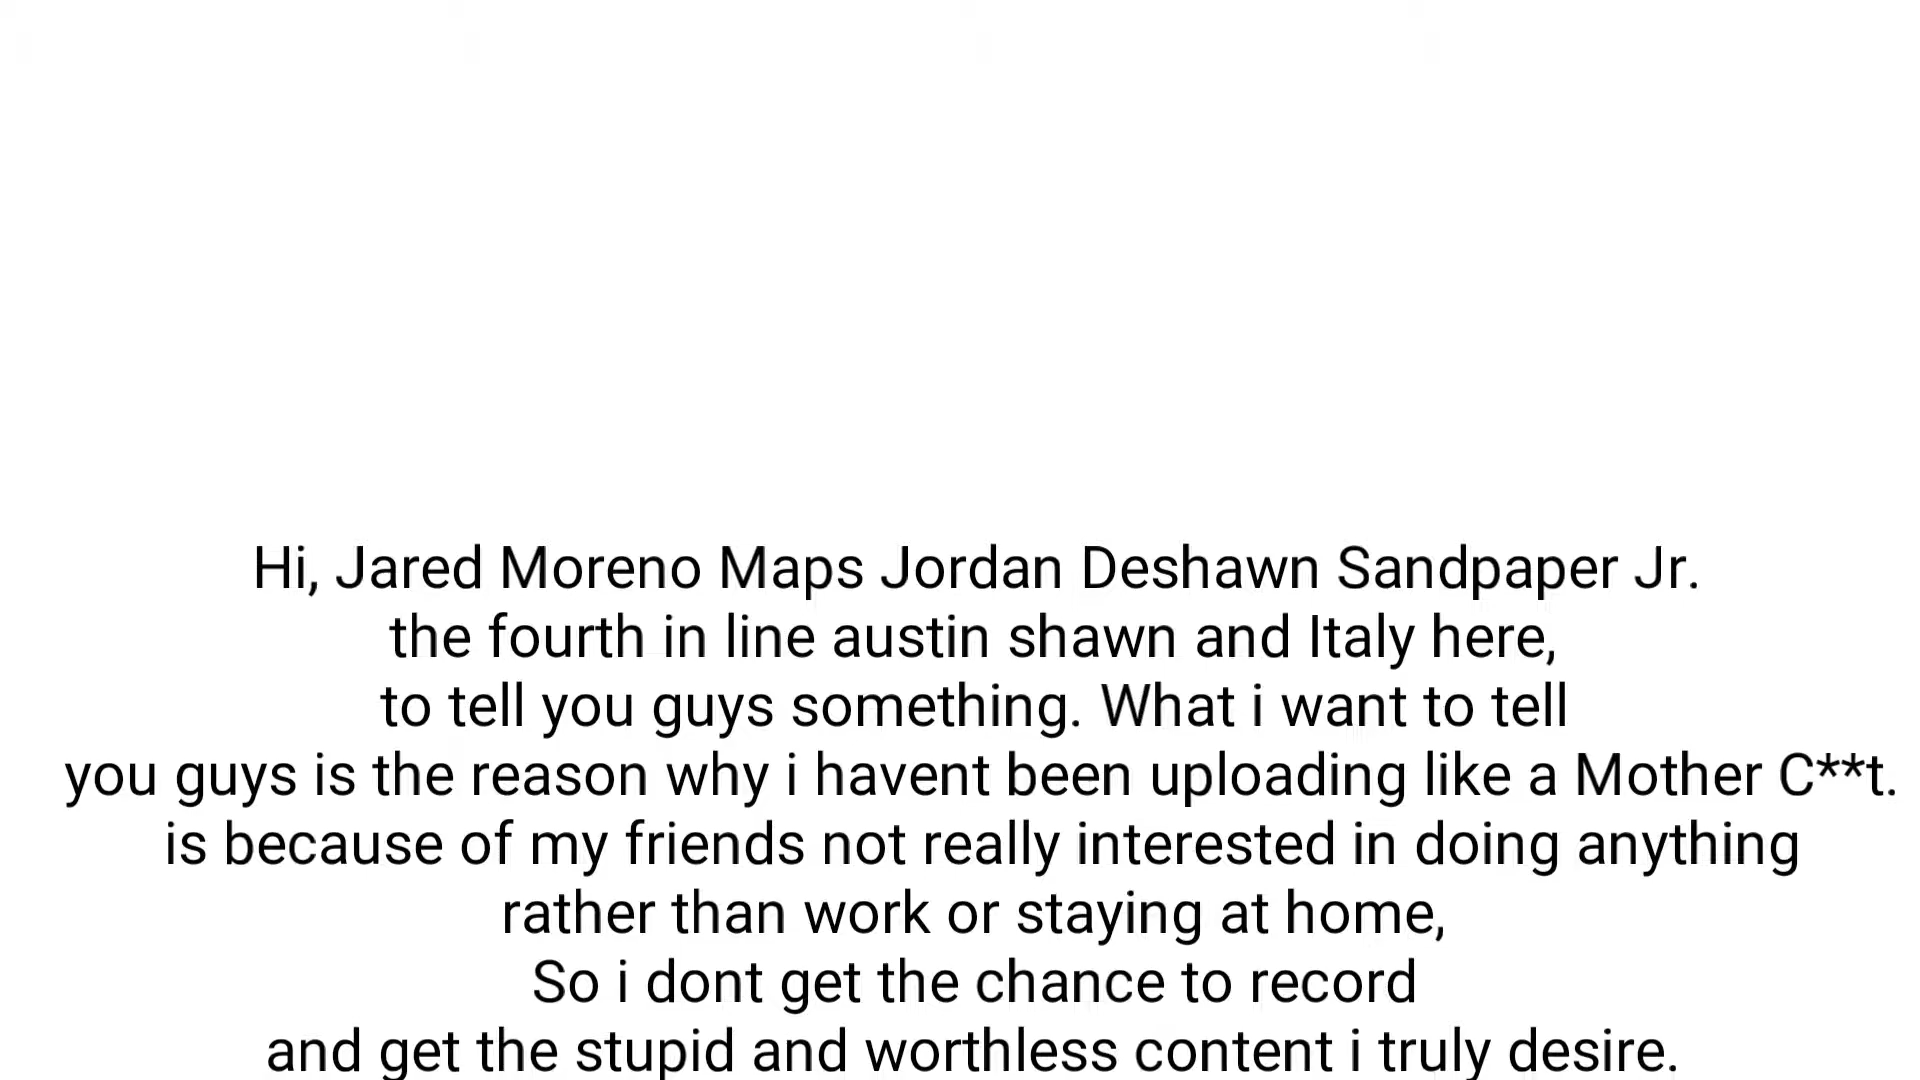 Hi, Jared Moreno Maps Jordan Deshawn Sandpaper Jr.
the fourth in line austin shawn and Italy here,
to tell you guys something. What i want to tell
you guys is the reason why i havent been uploading like a Mother C**t.
is because of my friends not really interested in doing anything
rather than work or staying at home,
So i dont get the chance to record
and get the stupid and worthless content i truly desire.